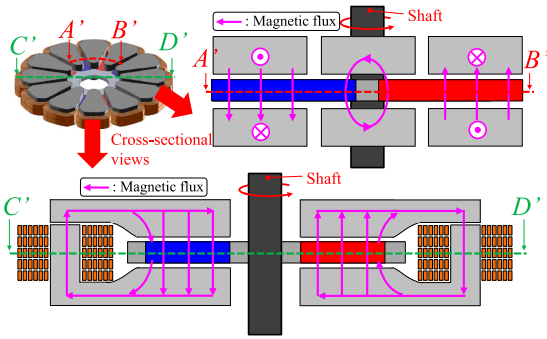 C’
A’
B’
D’
Cross-sectional
views
: Magnetic flux
Shaft
A’
B’
: Magnetic flux
Shaft
C’
D’